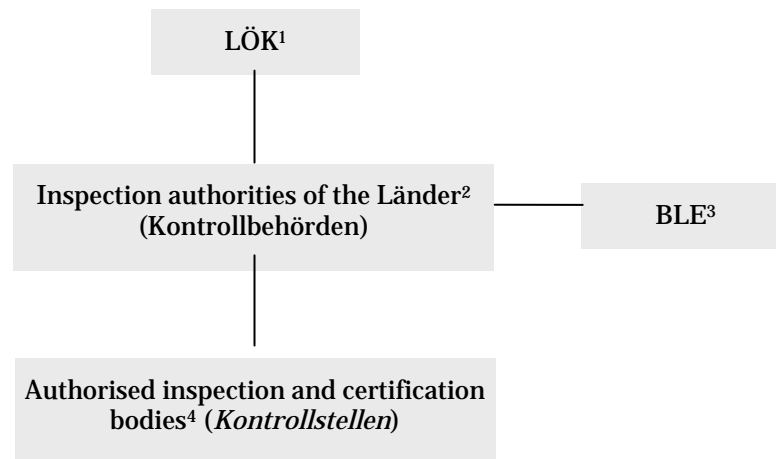 LÖK¹
Inspection authorities of the Länder²
(Kontrollbehörden)
BLE³
Authorised inspection and certification
bodies⁴ (Kontrollstellen)